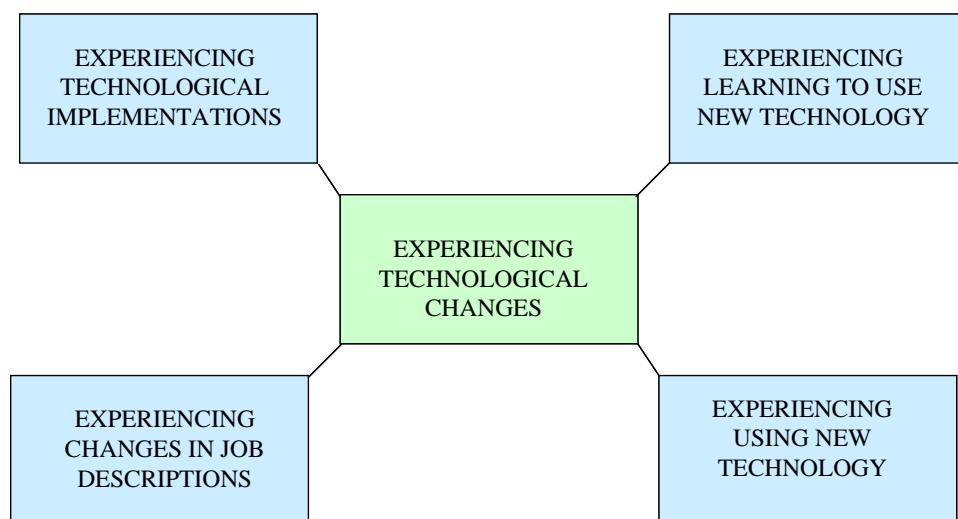 EXPERIENCING
TECHNOLOGICAL
IMPLEMENTATIONS
EXPERIENCING
LEARNING TO USE
NEW TECHNOLOGY
EXPERIENCING
TECHNOLOGICAL
CHANGES
EXPERIENCING
CHANGES IN JOB
DESCRIPTIONS
EXPERIENCING
USING NEW
TECHNOLOGY